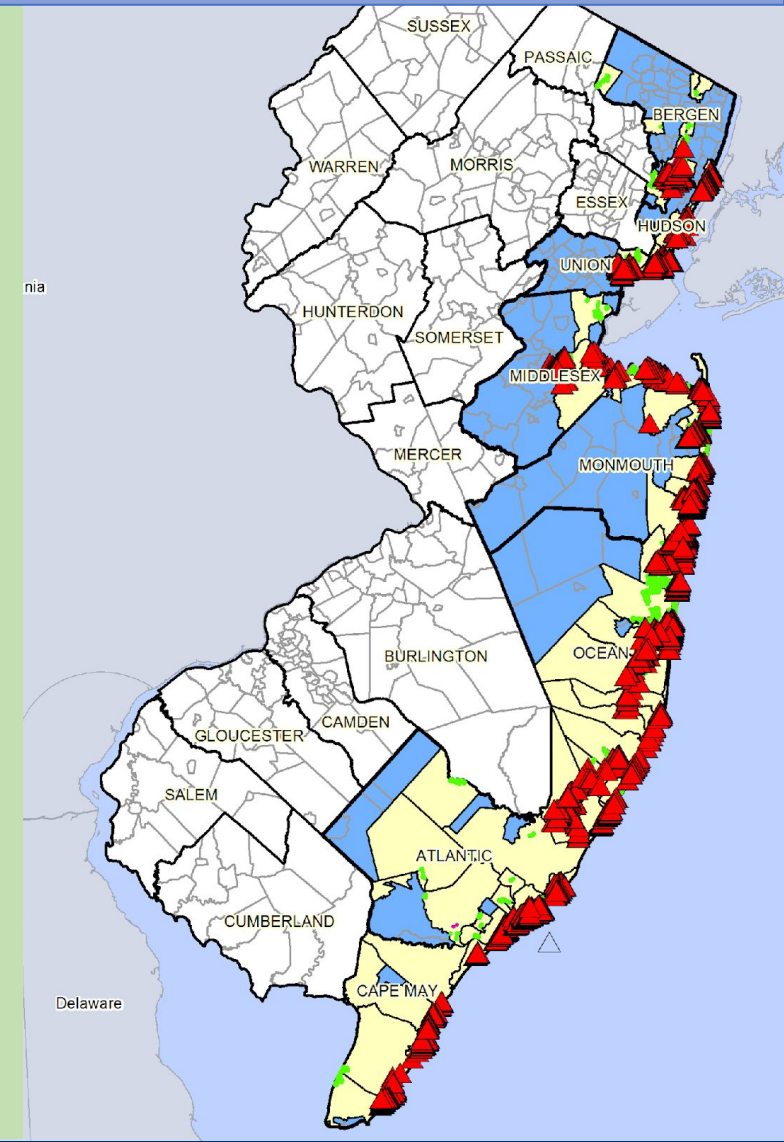 SUSSEX
PASSAIC
BERGEN
WARREN
MORRIS
ESSEX
HUDSON
UNION
nia
HUNTERDON
SOMERSET
MIDDLESEX
MERCER
MONMOUTH
BURLINGTON
OCEAN
CAMDEN
GLOUCESTER
SALEM
ATLANTIC
CUMBERLAND
CAPE MAY
Delaware